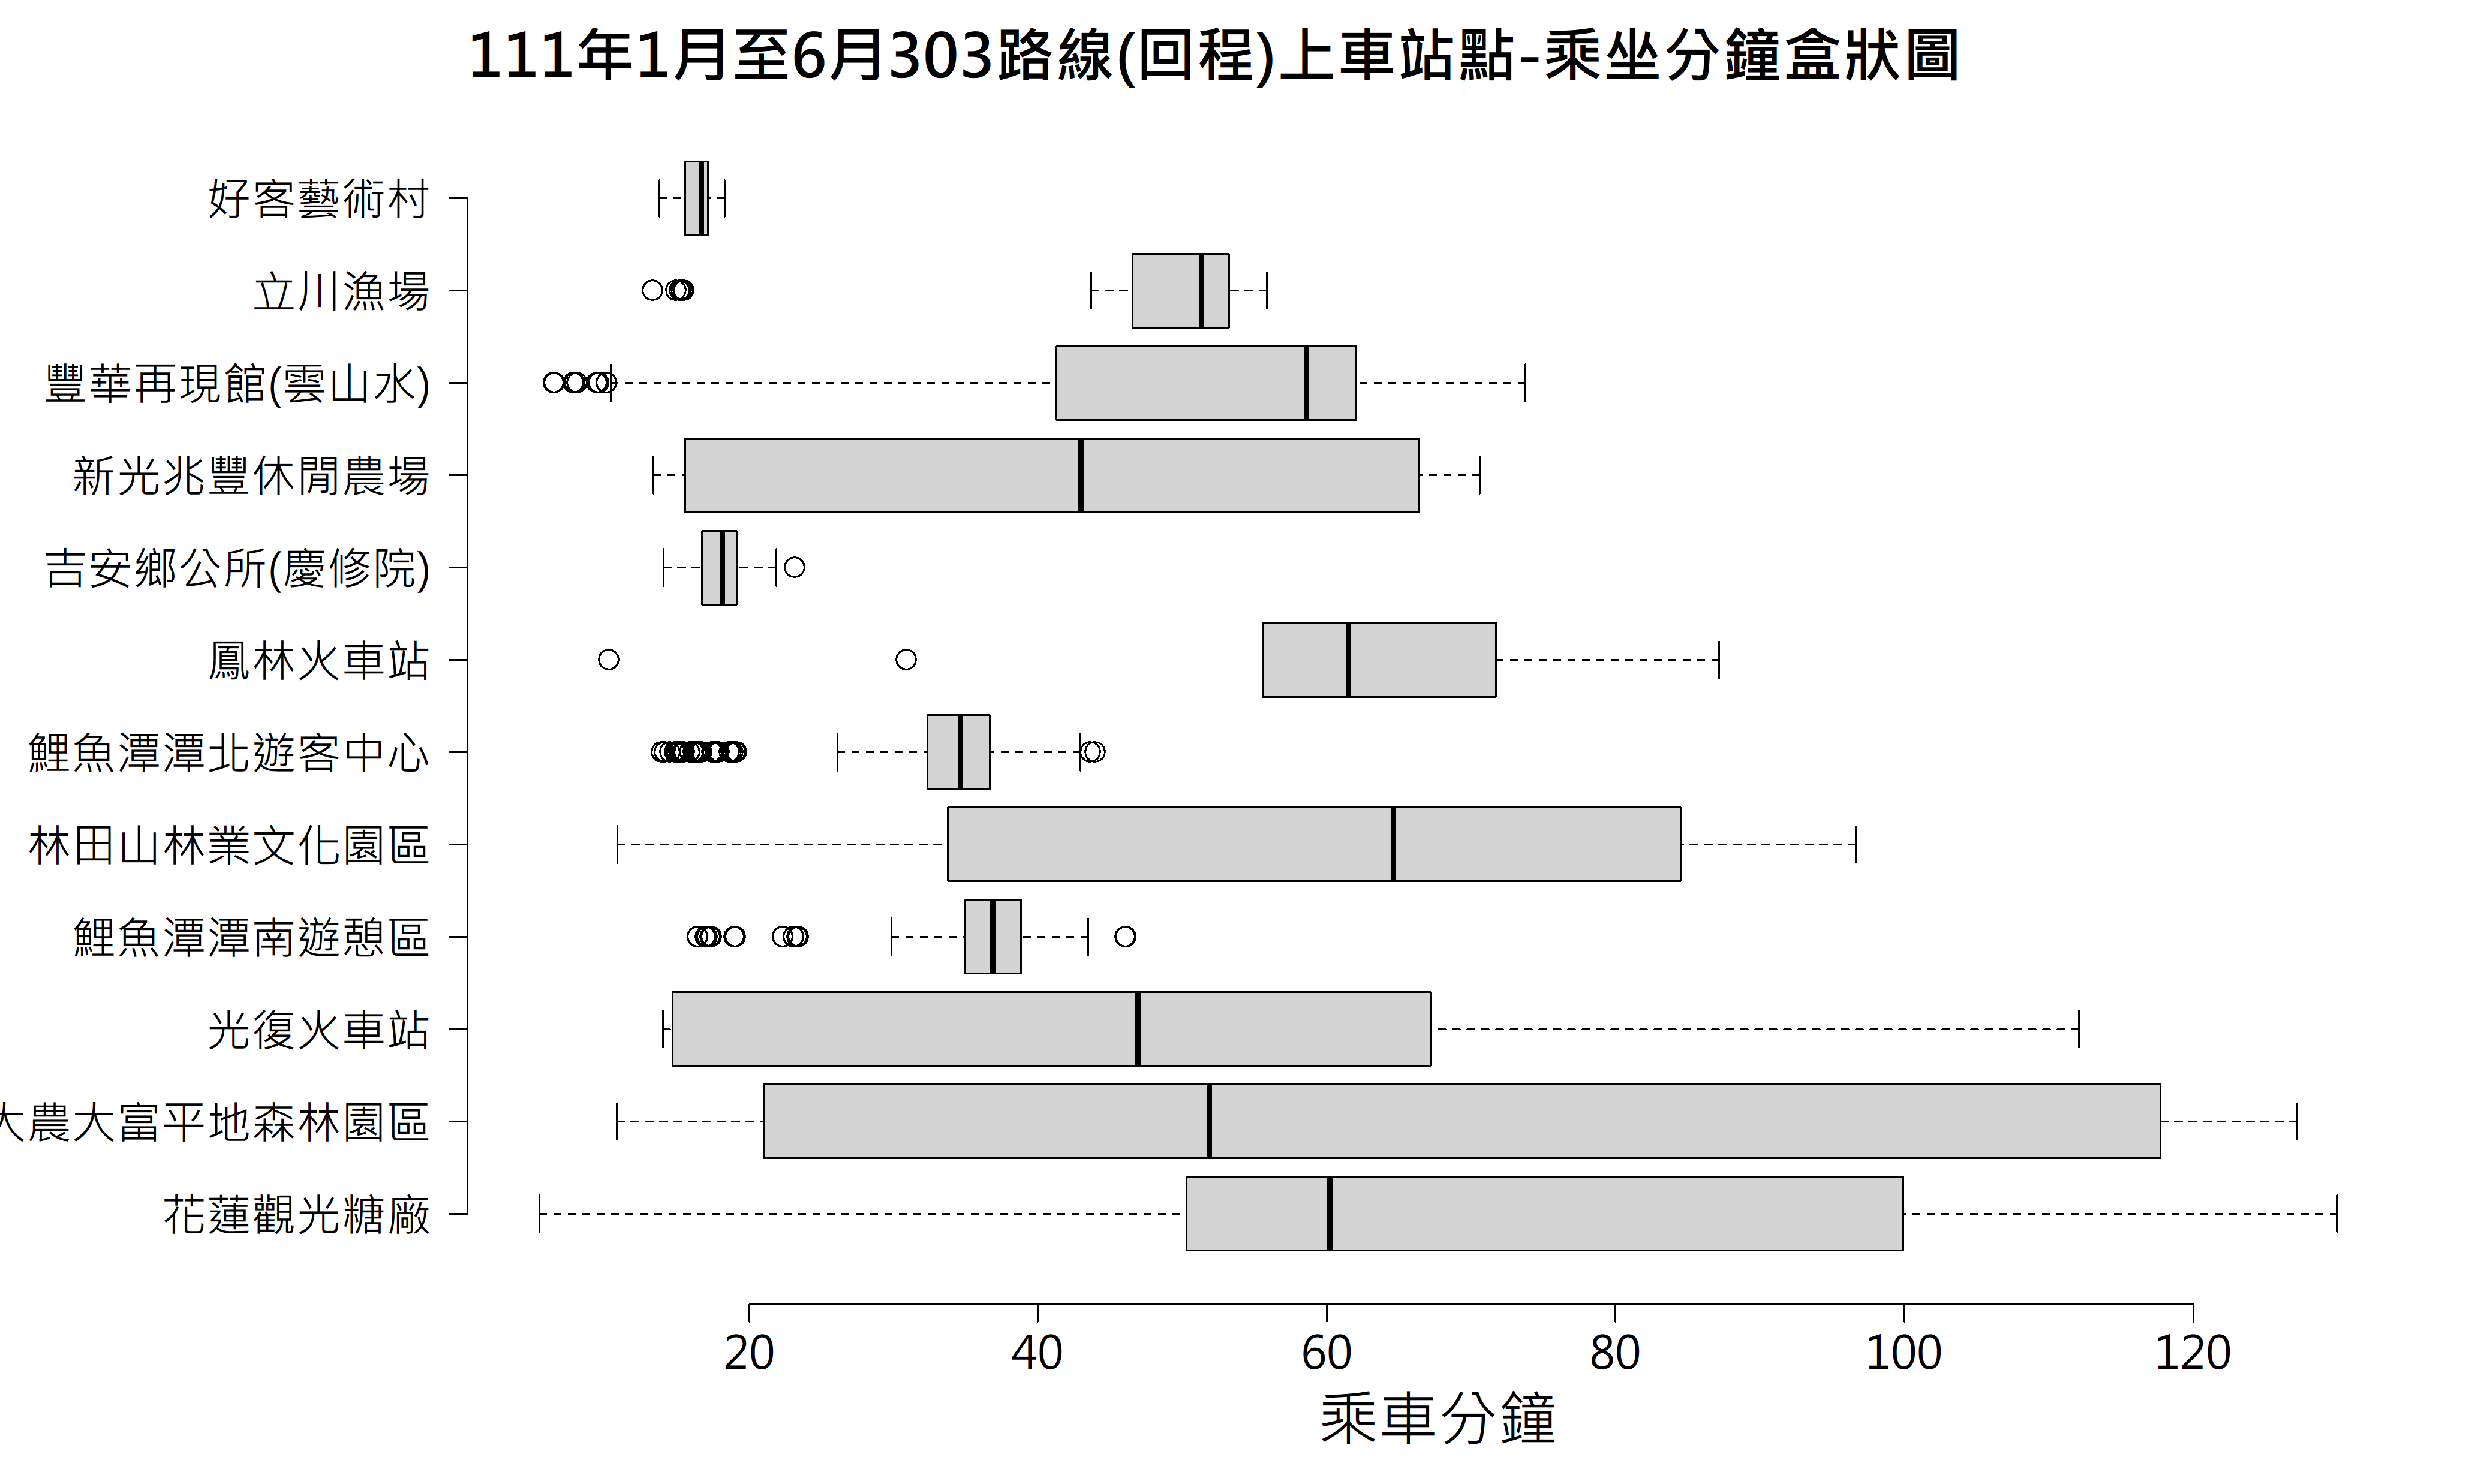 111年1月至6月303路線(回程)上車站點-乘坐分鐘盒狀圖
好客藝術村
立川漁場
豐華再現館(雲山水)
新光兆豐休閒農場
吉安鄉公所(慶修院)
鳳林火車站
鯉魚潭潭北遊客中心
林田山林業文化園區
鯉魚潭潭南遊憩區
光復火車站
大農大富平地森林園區
花蓮觀光糖廠
20 40 60 80 100 120
乘車分鐘